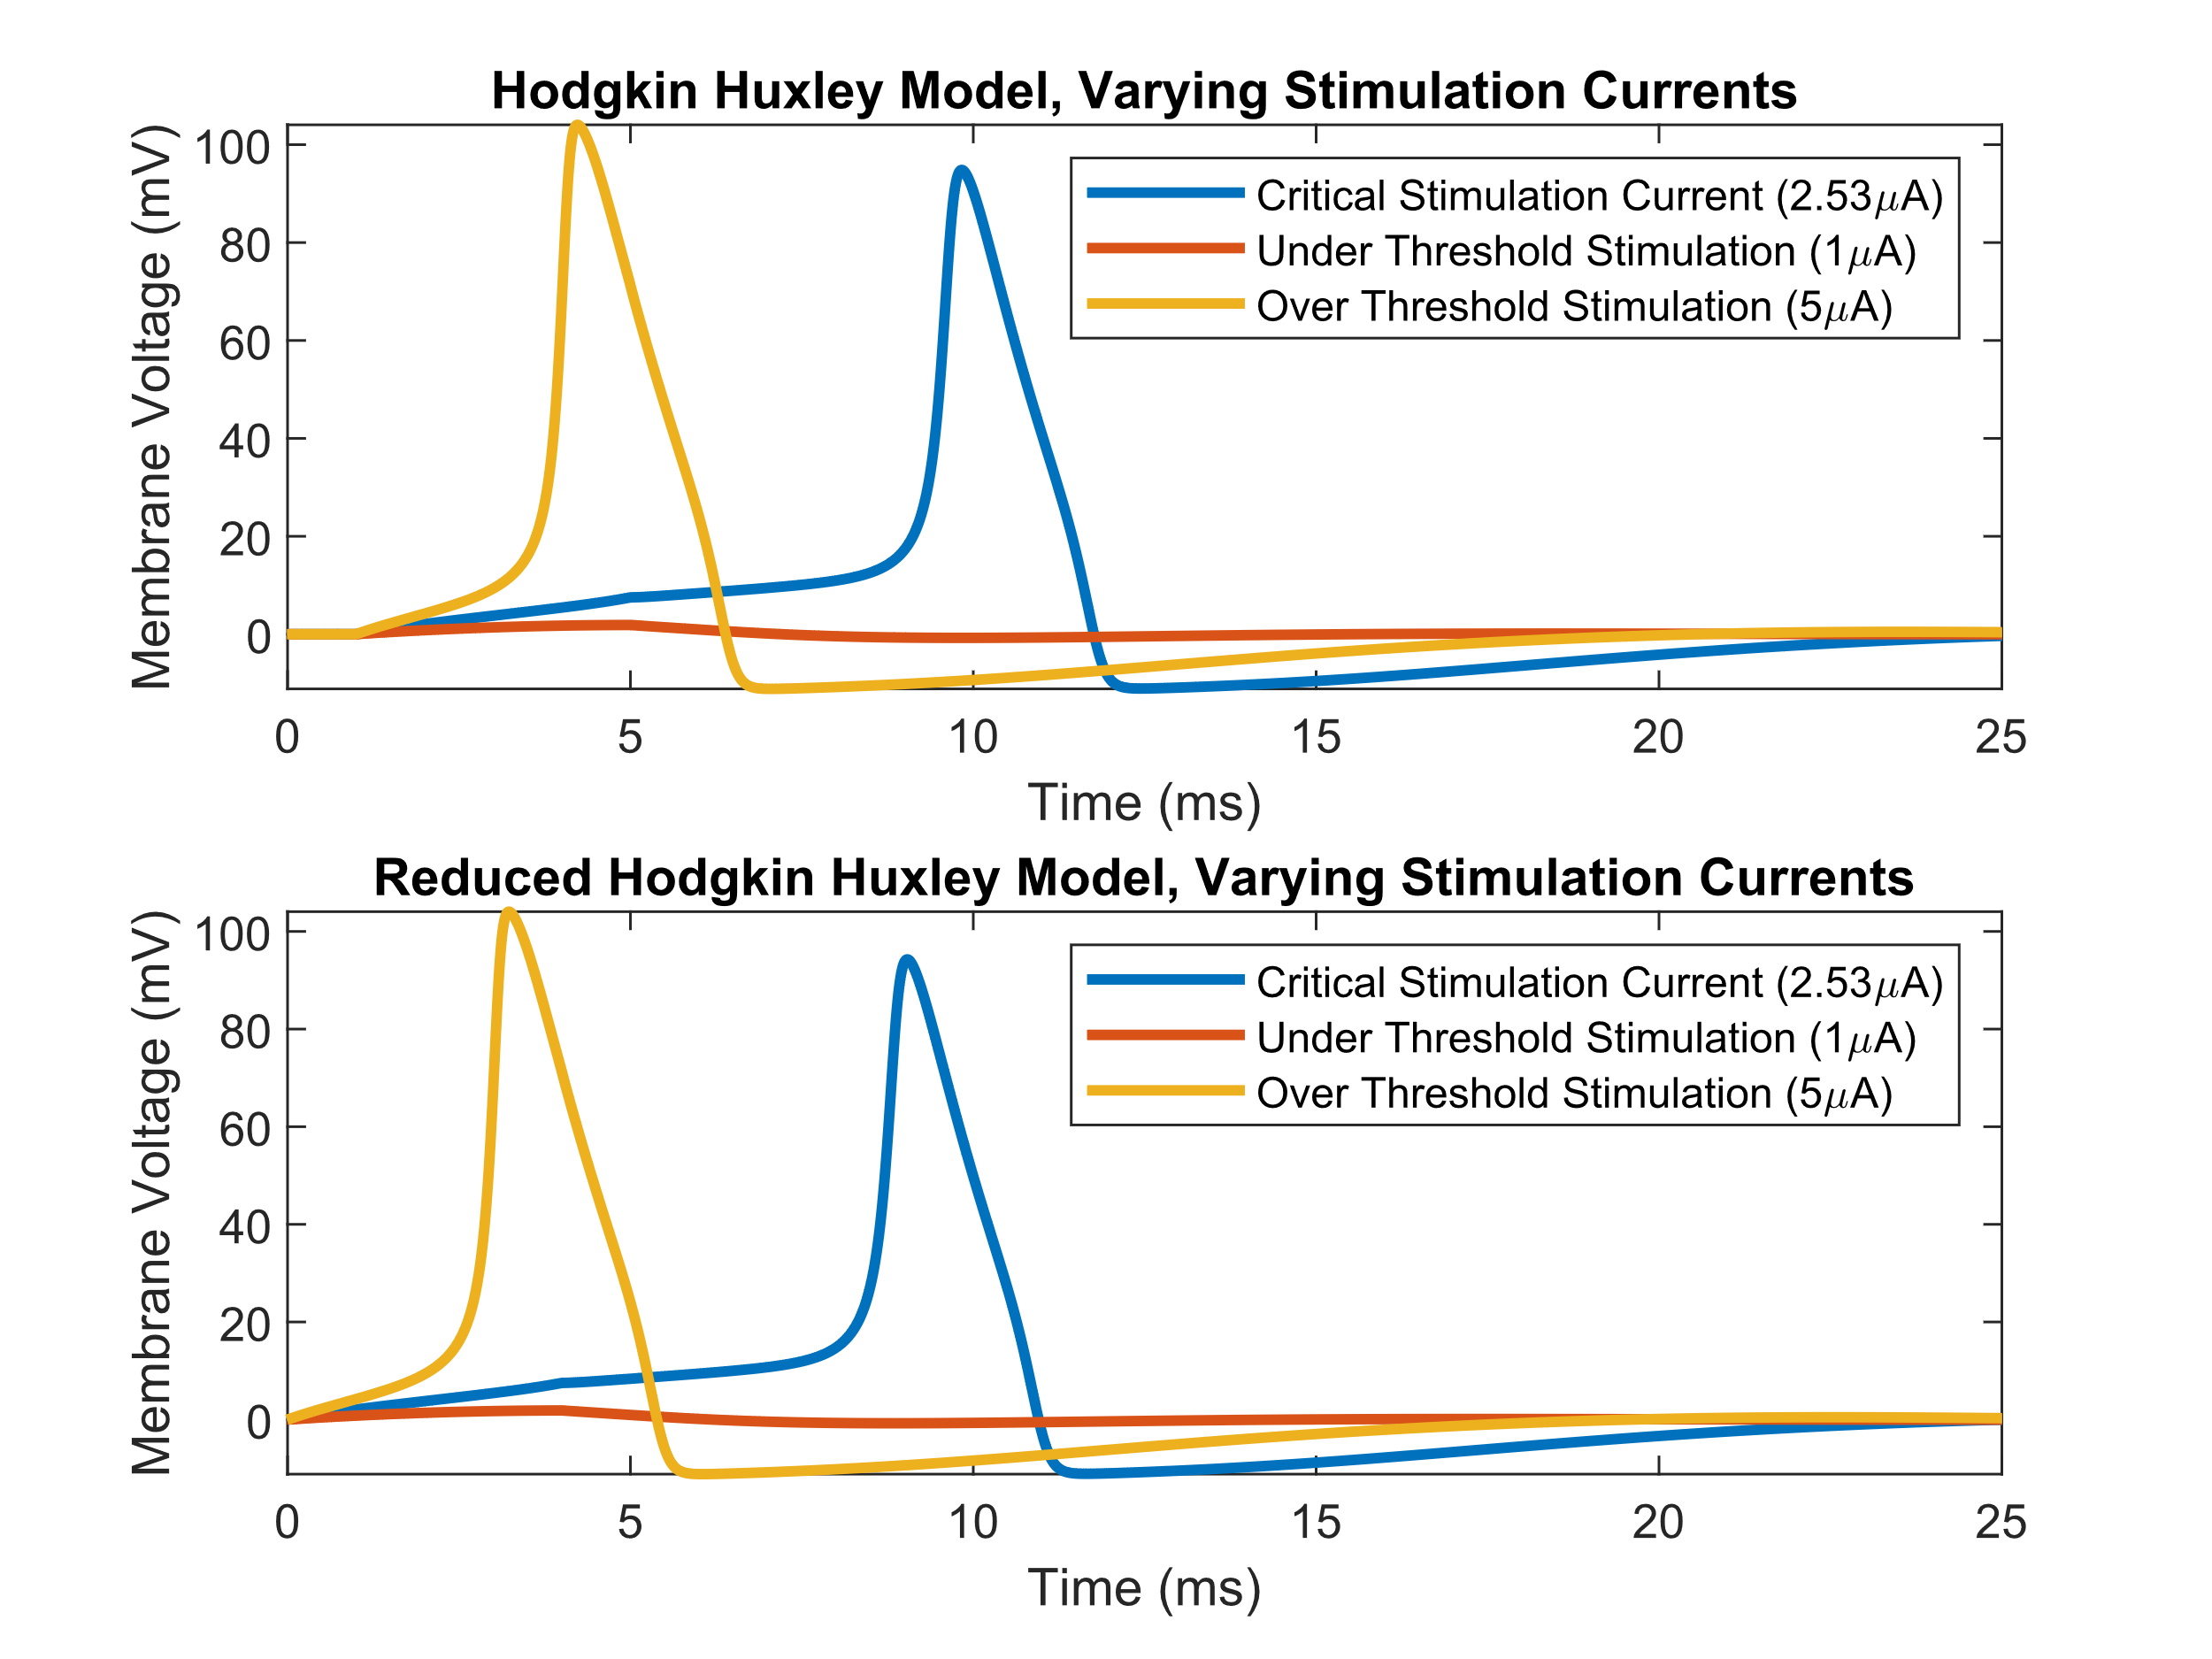 Hodgkin Huxley Model, Varying Stimulation Currents
Membrane Voltage (mV)
100
80
60
40
20
0
Critical Stimulation Current (2.53μA)
Under Threshold Stimulation (1μA)
Over Threshold Stimulation (5μA)
0 5 10 15 20 25
Time (ms)
Reduced Hodgkin Huxley Model, Varying Stimulation Currents
Membrane Voltage (mV)
100
80
60
40
20
0
Critical Stimulation Current (2.53μA)
Under Threshold Stimulation (1μA)
Over Threshold Stimulation (5μA)
0 5 10 15 20 25
Time (ms)